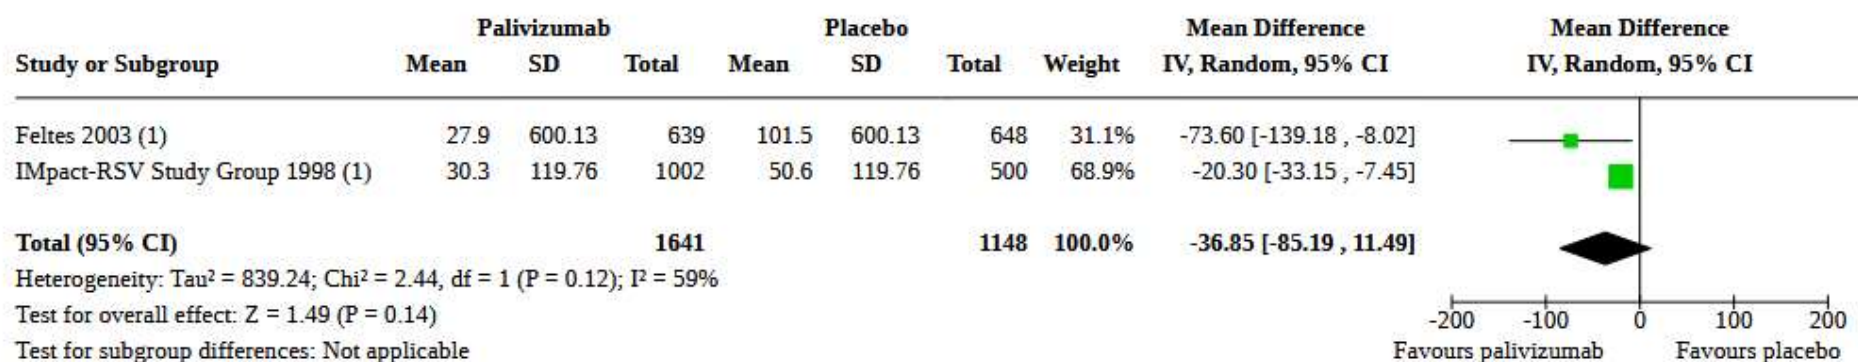 Palivizumab Placebo Mean Difference Mean Difference
Study or Subgroup Mean SD Total Mean SD Total Weight IV, Random, 95% CI IV, Random, 95% CI
Feltes 2003 (1) 27.9 600.13 639 101.5 600.13 648 31.1% -73.60 [-139.18 , -8.02]
IMpact-RSV Study Group 1998 (1) 30.3 119.76 1002 50.6 119.76 500 68.9% -20.30 [-33.15 , -7.45]
Total (95% CI) 1641 1148 100.0% -36.85 [-85.19 , 11.49]
Heterogeneity: Tau² = 839.24; Chi² = 2.44, df = 1 (P = 0.12); I² = 59%
Test for overall effect: Z = 1.49 (P = 0.14)
-200 -100 0 100 200
Test for subgroup differences: Not applicable Favours palivizumab Favours placebo